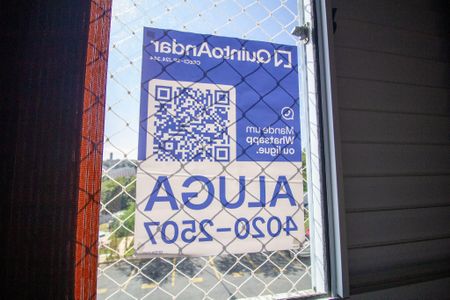 QuintoAndar
Mande um
Whatsapp
ou ligue.
ALUGA
4020-2507